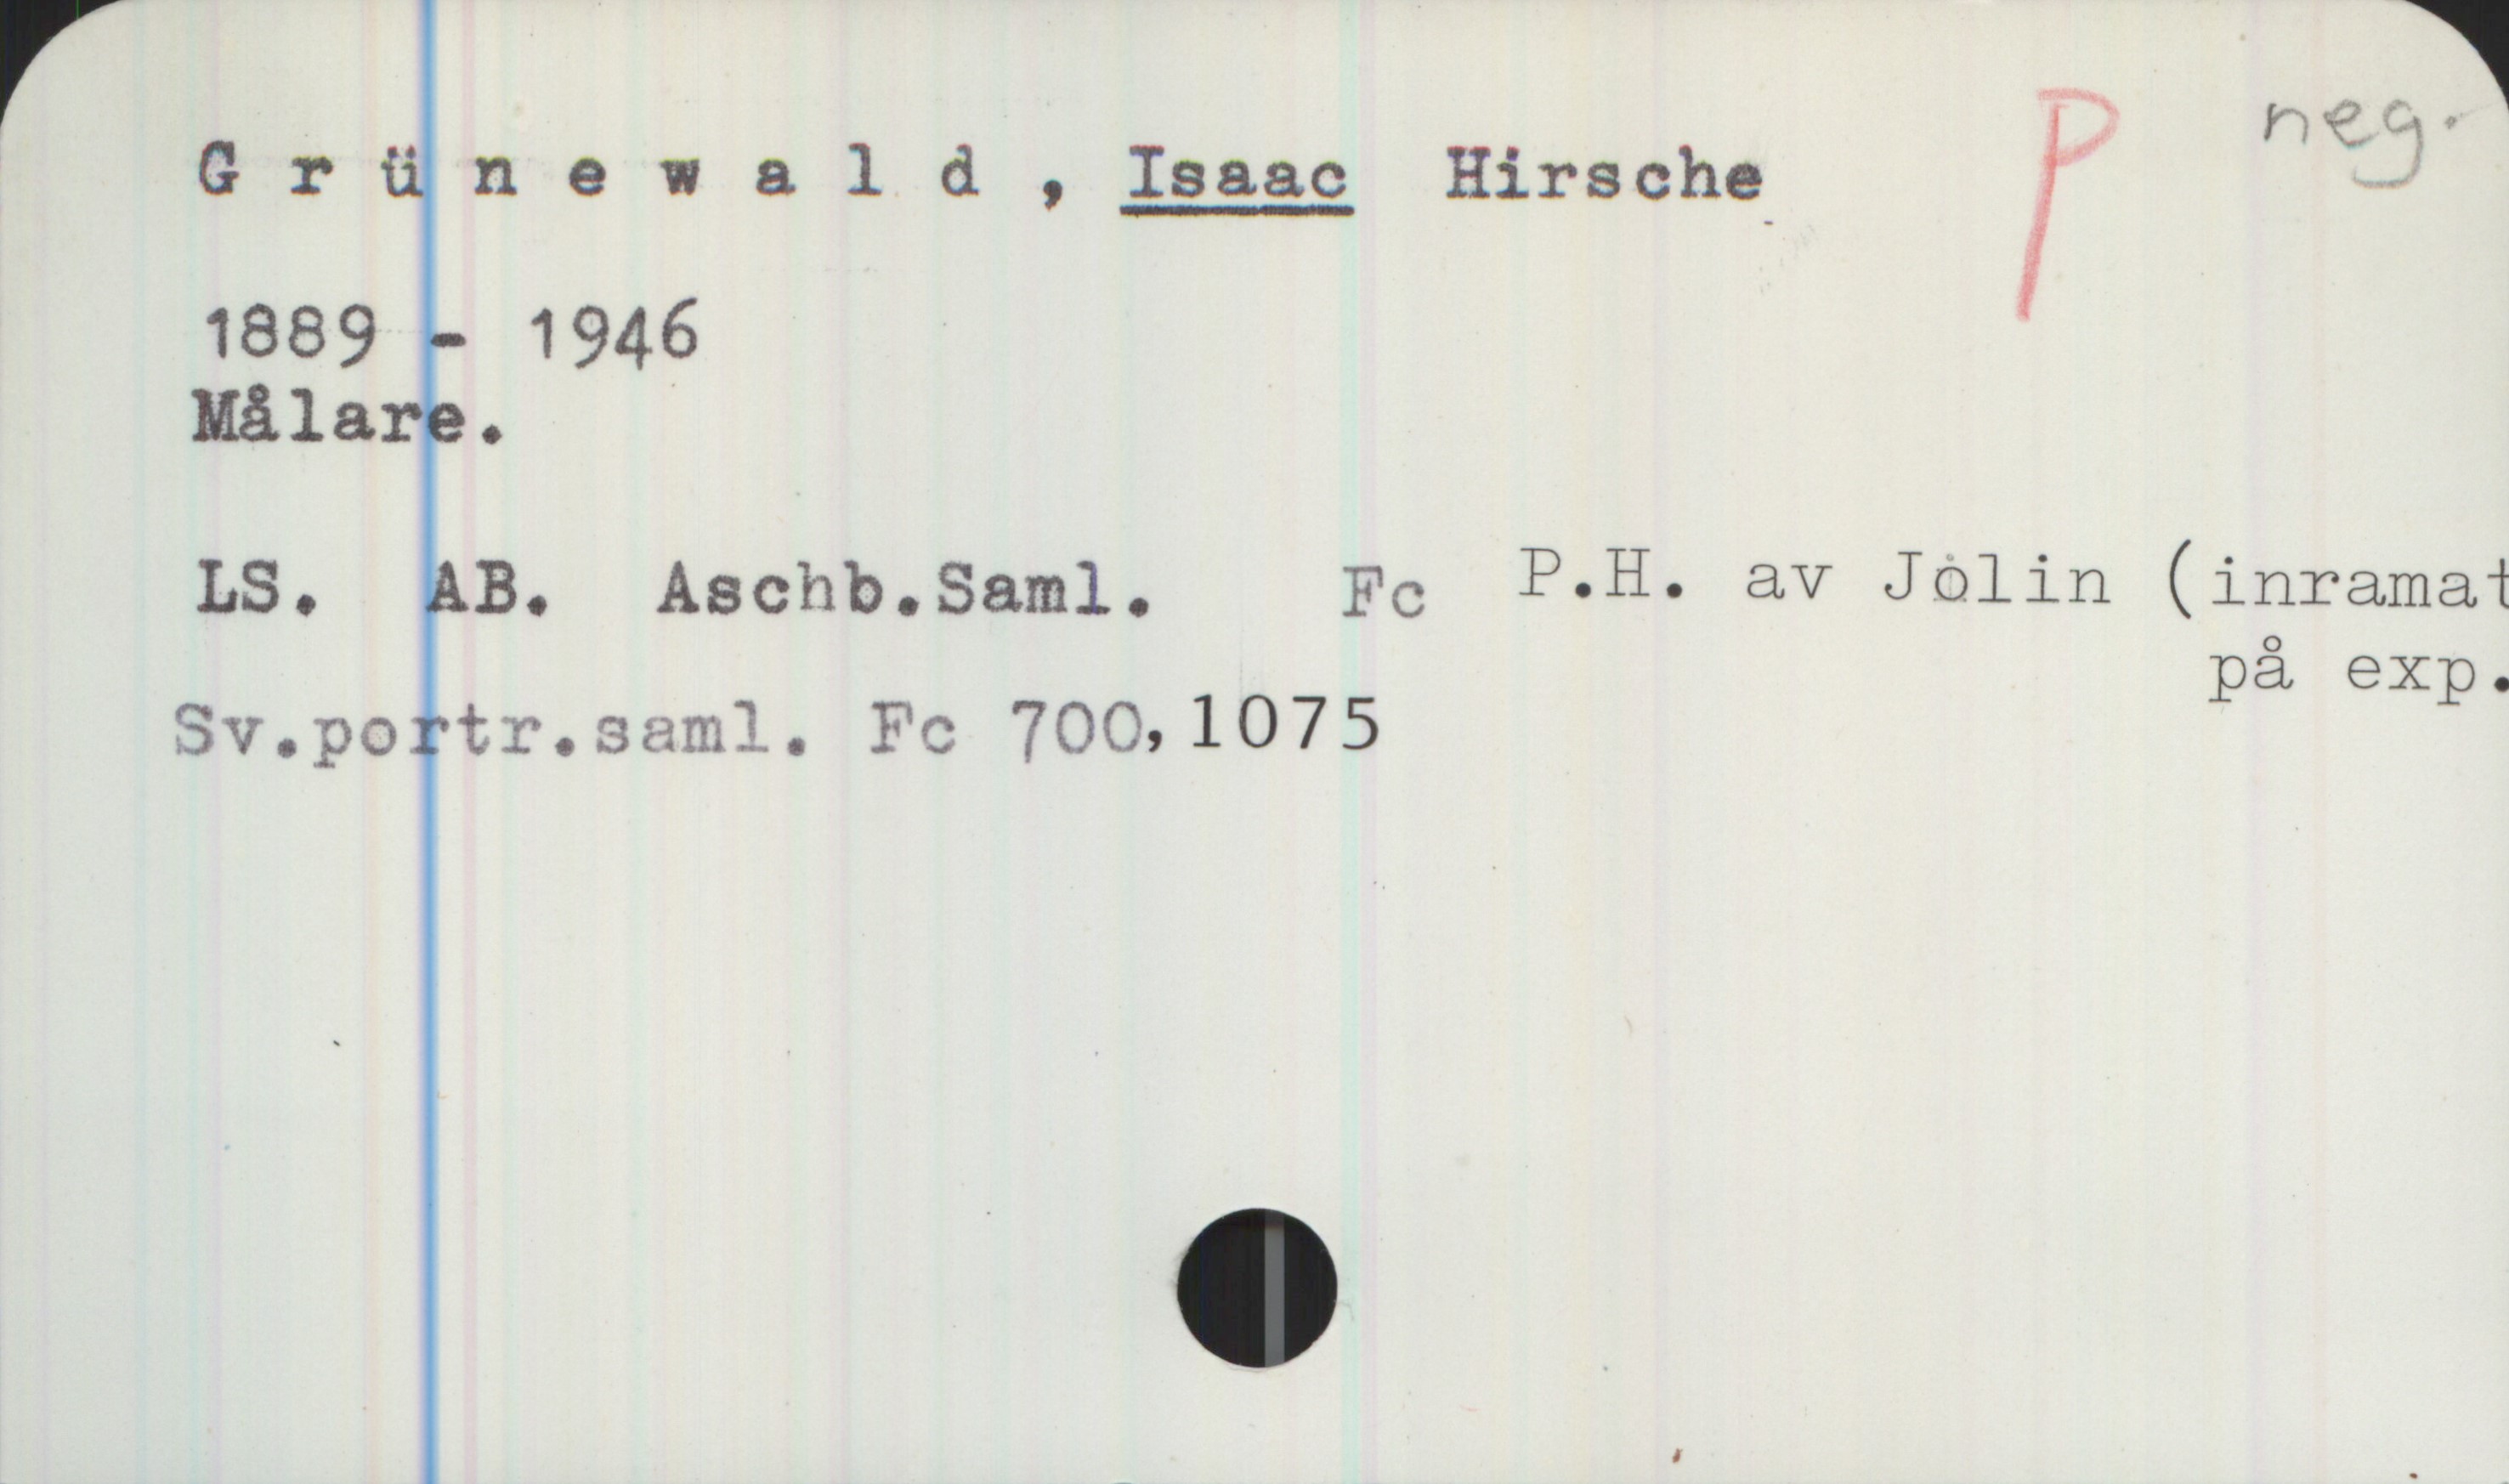 G r ü n e w a l d , Isaac Hirsche P neg.
1889 - 1946
Målare.
LS. AB. Aschb.Saml. Fc P.H. av Jolin (inramat
på exp.
Sv.portr.saml. Fc 700,1075